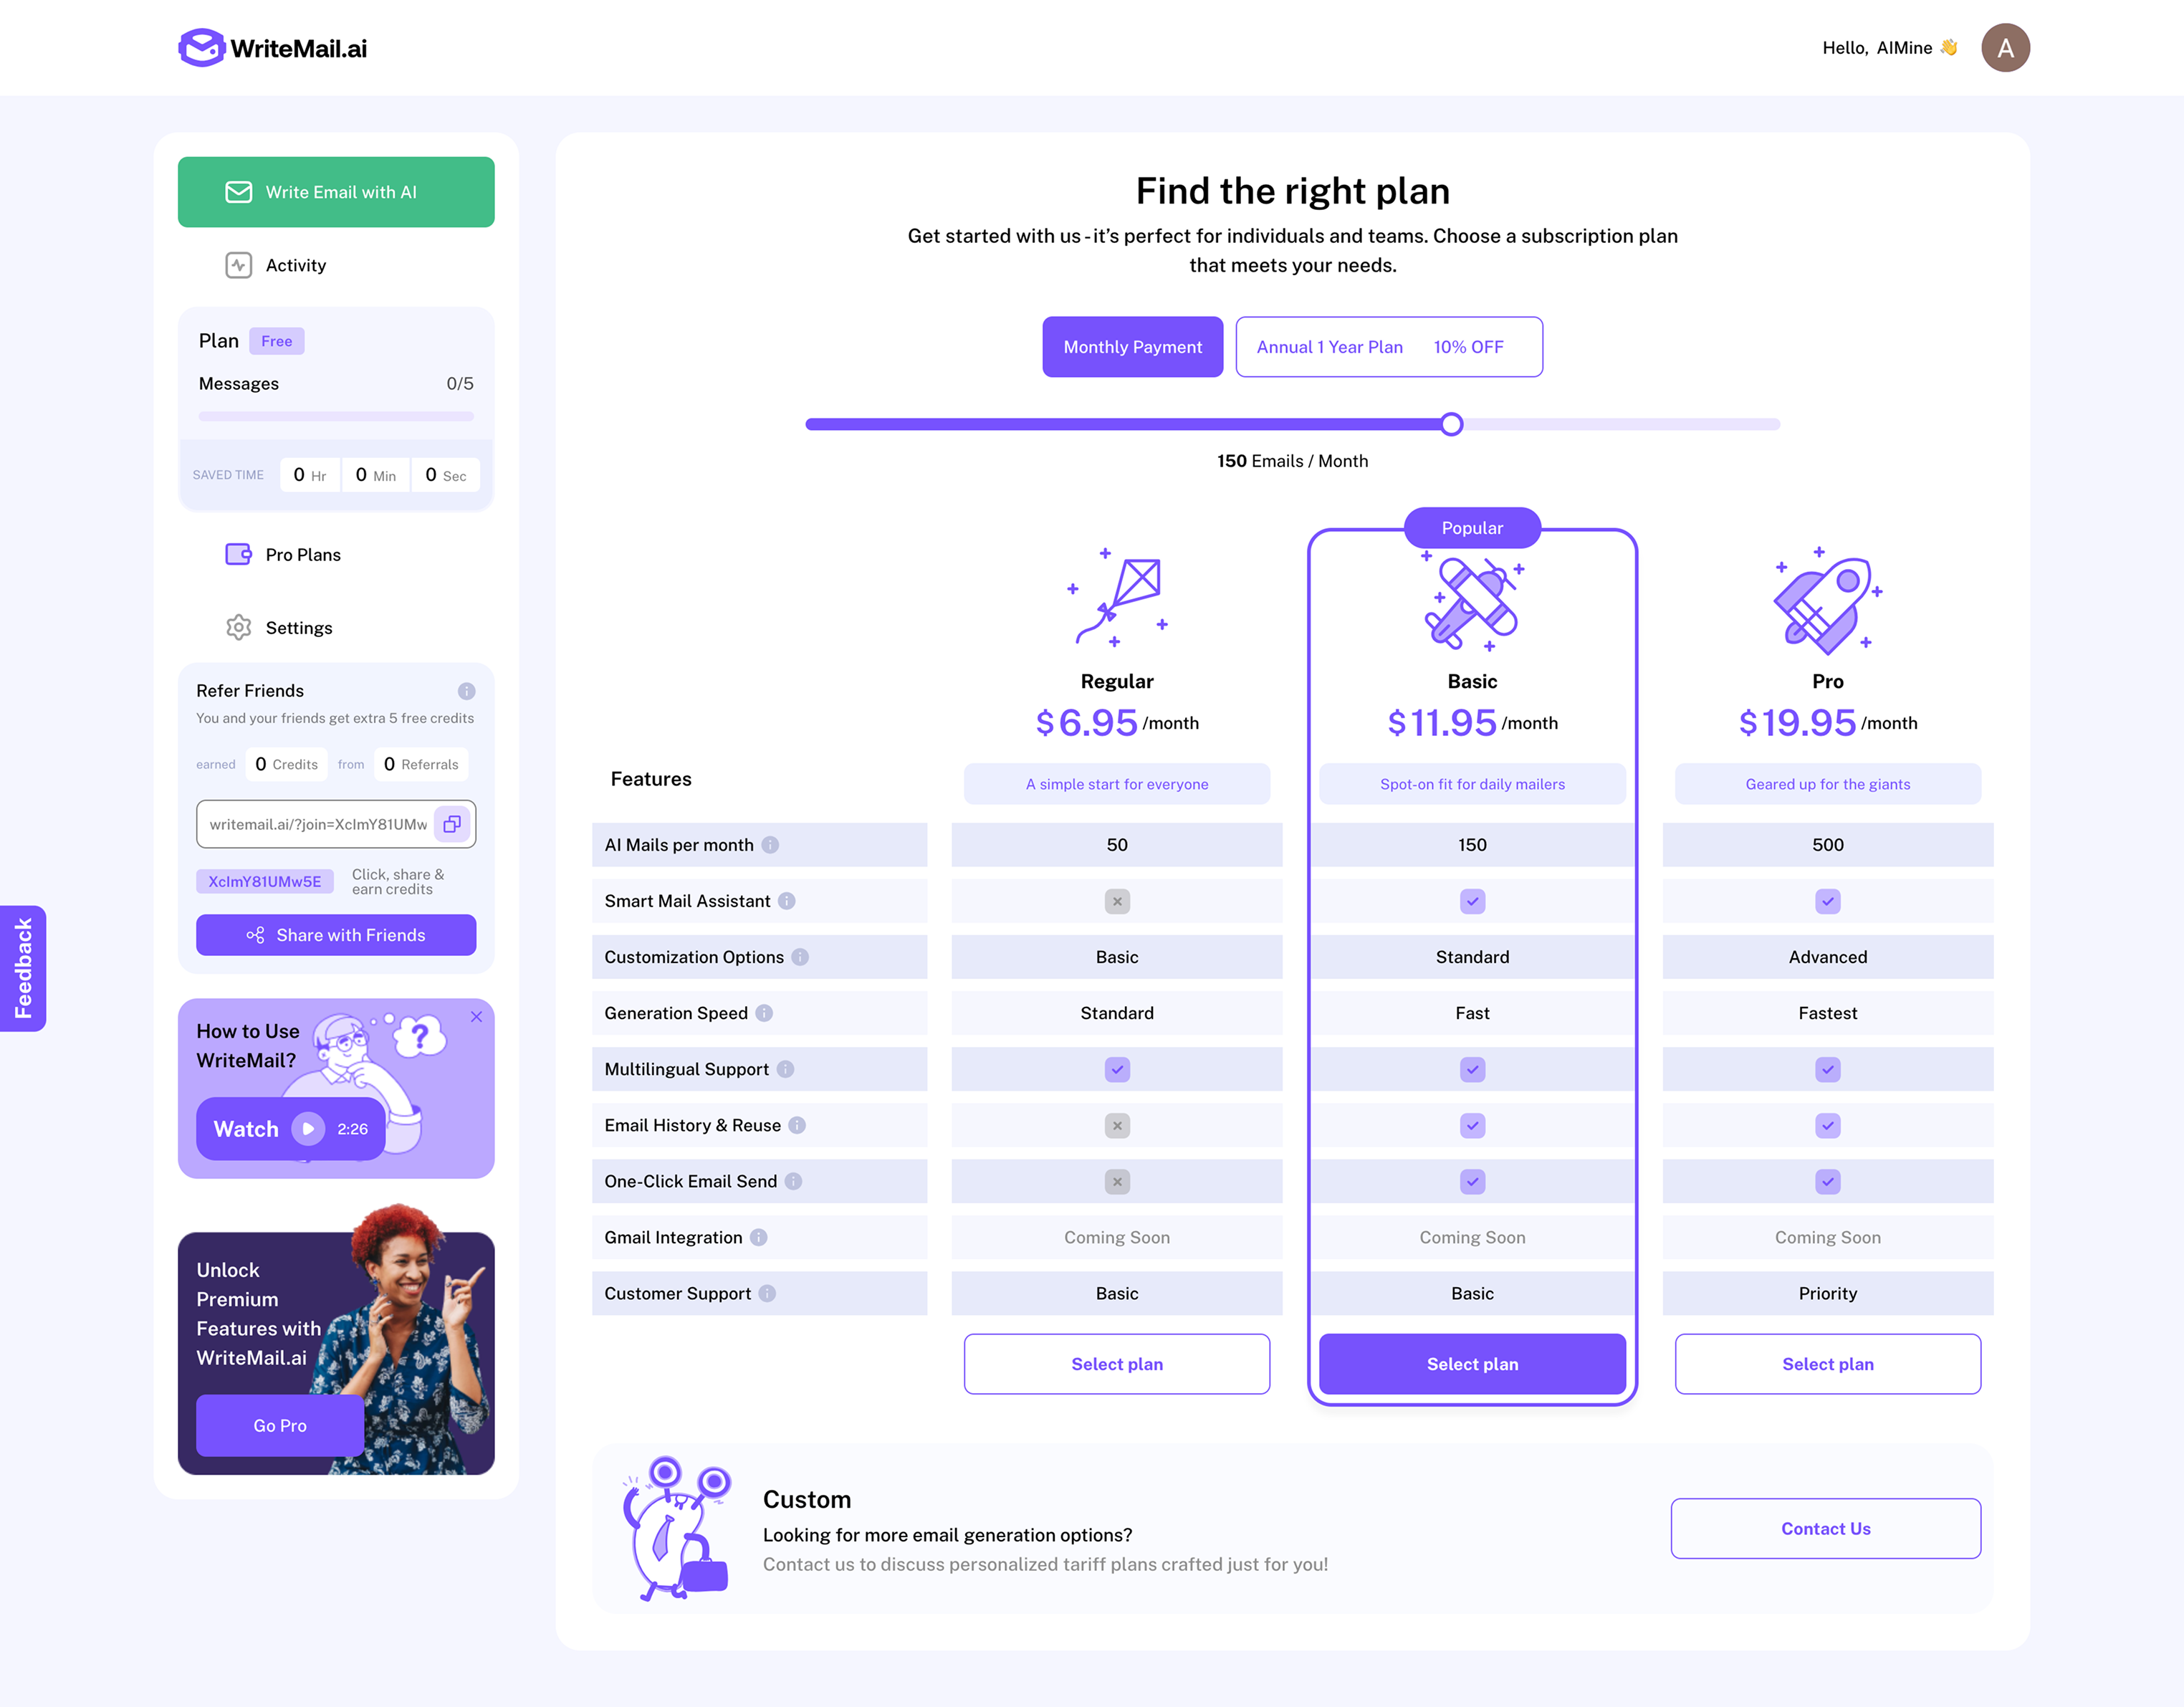 WriteMail.ai
Hello, AIMine 👋
A
Write Email with AI
Activity
Plan Free
Messages 0/5
SAVED TIME 0 Hr 0 Min 0 Sec
Pro Plans
Settings
Refer Friends
You and your friends get extra 5 free credits
earned 0 Credits from 0 Referrals
writemail.ai/?join=XcImY81UMw
XcImY81UMw5E
Click, share &
earn credits
Share with Friends
Feedback
How to Use
WriteMail?
?
Watch 2:26
Unlock
Premium
Features with
WriteMail.ai
Go Pro
Find the right plan
Get started with us - it’s perfect for individuals and teams. Choose a subscription plan
that meets your needs.
Monthly Payment
Annual 1 Year Plan 10% OFF
150 Emails / Month
Popular
Regular Basic Pro
$6.95 /month $11.95 /month $19.95 /month
Features
A simple start for everyone Spot-on fit for daily mailers Geared up for the giants
AI Mails per month 50 150 500
Smart Mail Assistant
Customization Options Basic Standard Advanced
Generation Speed Standard Fast Fastest
Multilingual Support
Email History & Reuse
One-Click Email Send
Gmail Integration Coming Soon Coming Soon Coming Soon
Customer Support Basic Basic Priority
Select plan Select plan Select plan
Custom
Looking for more email generation options?
Contact us to discuss personalized tariff plans crafted just for you!
Contact Us